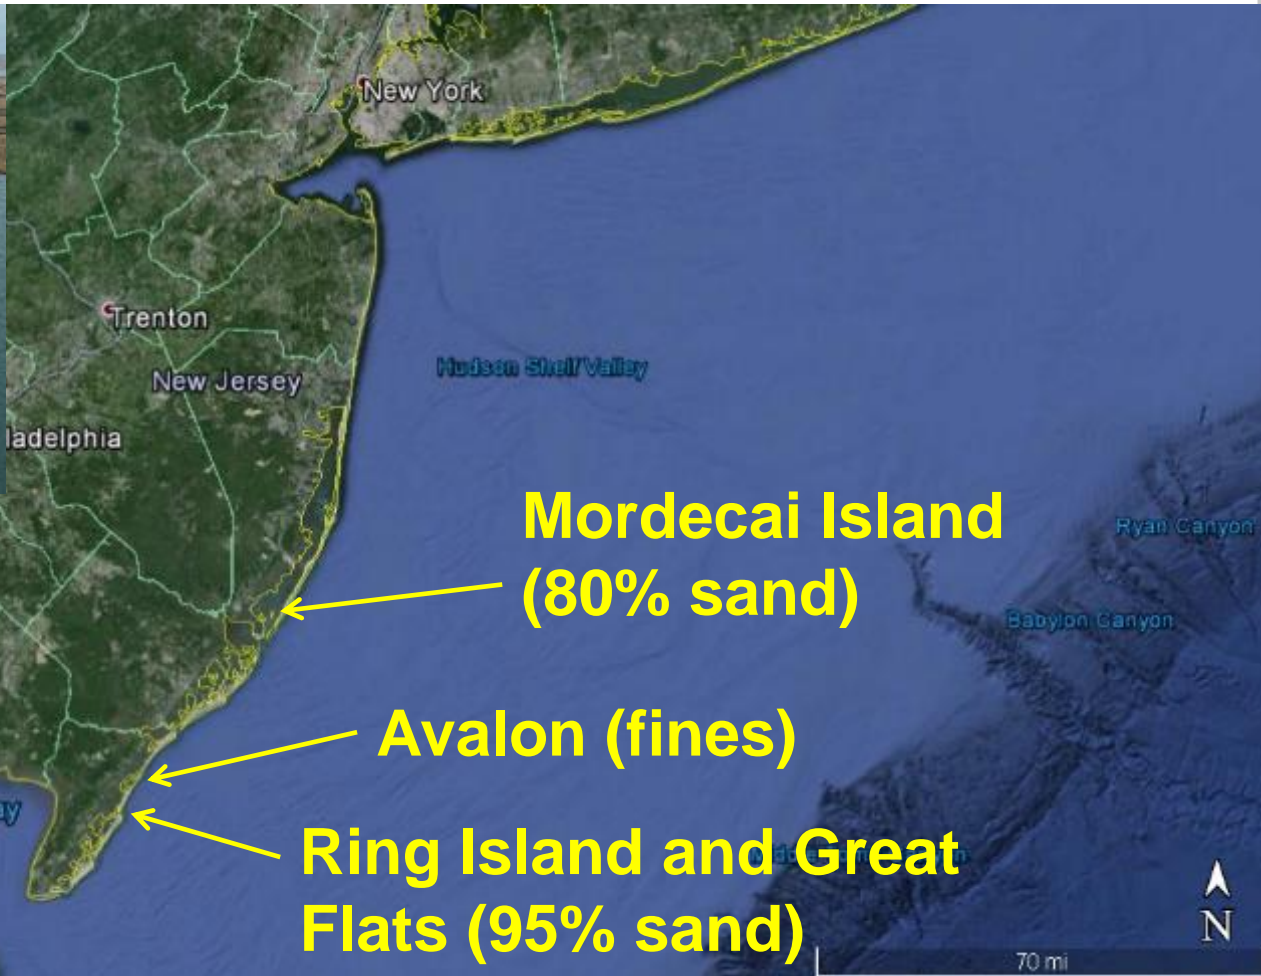 New York
Trenton
Hudson Shelf Valley
New Jersey
ladelphia
Mordecai Island
(80% sand)
Ryan Canyon
Babylon Canyon
Avalon (fines)
ay
Ring Island and Great
Flats (95% sand)
N
70 mi